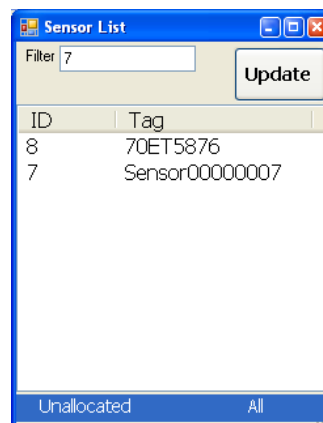 Sensor List
Filter 7
Update
ID Tag
8 70ET5876
7 Sensor00000007
Unallocated All